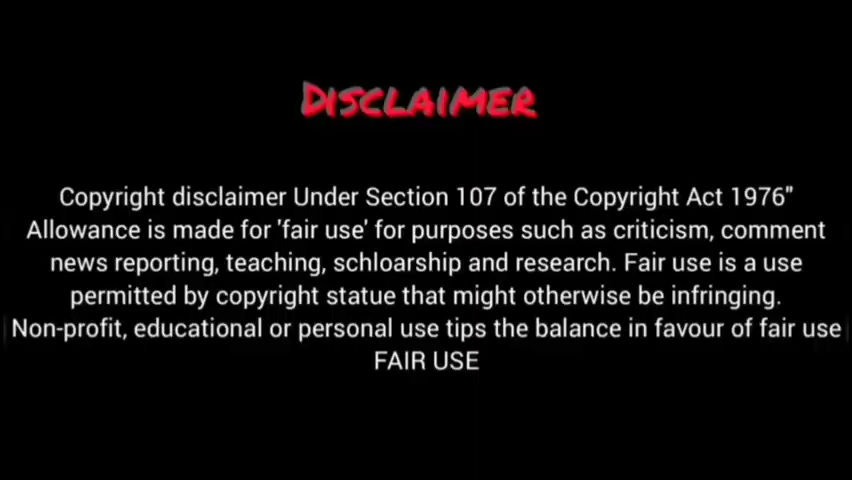 DISCLAIMER
Copyright disclaimer Under Section 107 of the Copyright Act 1976"
Allowance is made for 'fair use' for purposes such as criticism, comment
news reporting, teaching, schloarship and research. Fair use is a use
permitted by copyright statue that might otherwise be infringing.
Non-profit, educational or personal use tips the balance in favour of fair use
FAIR USE